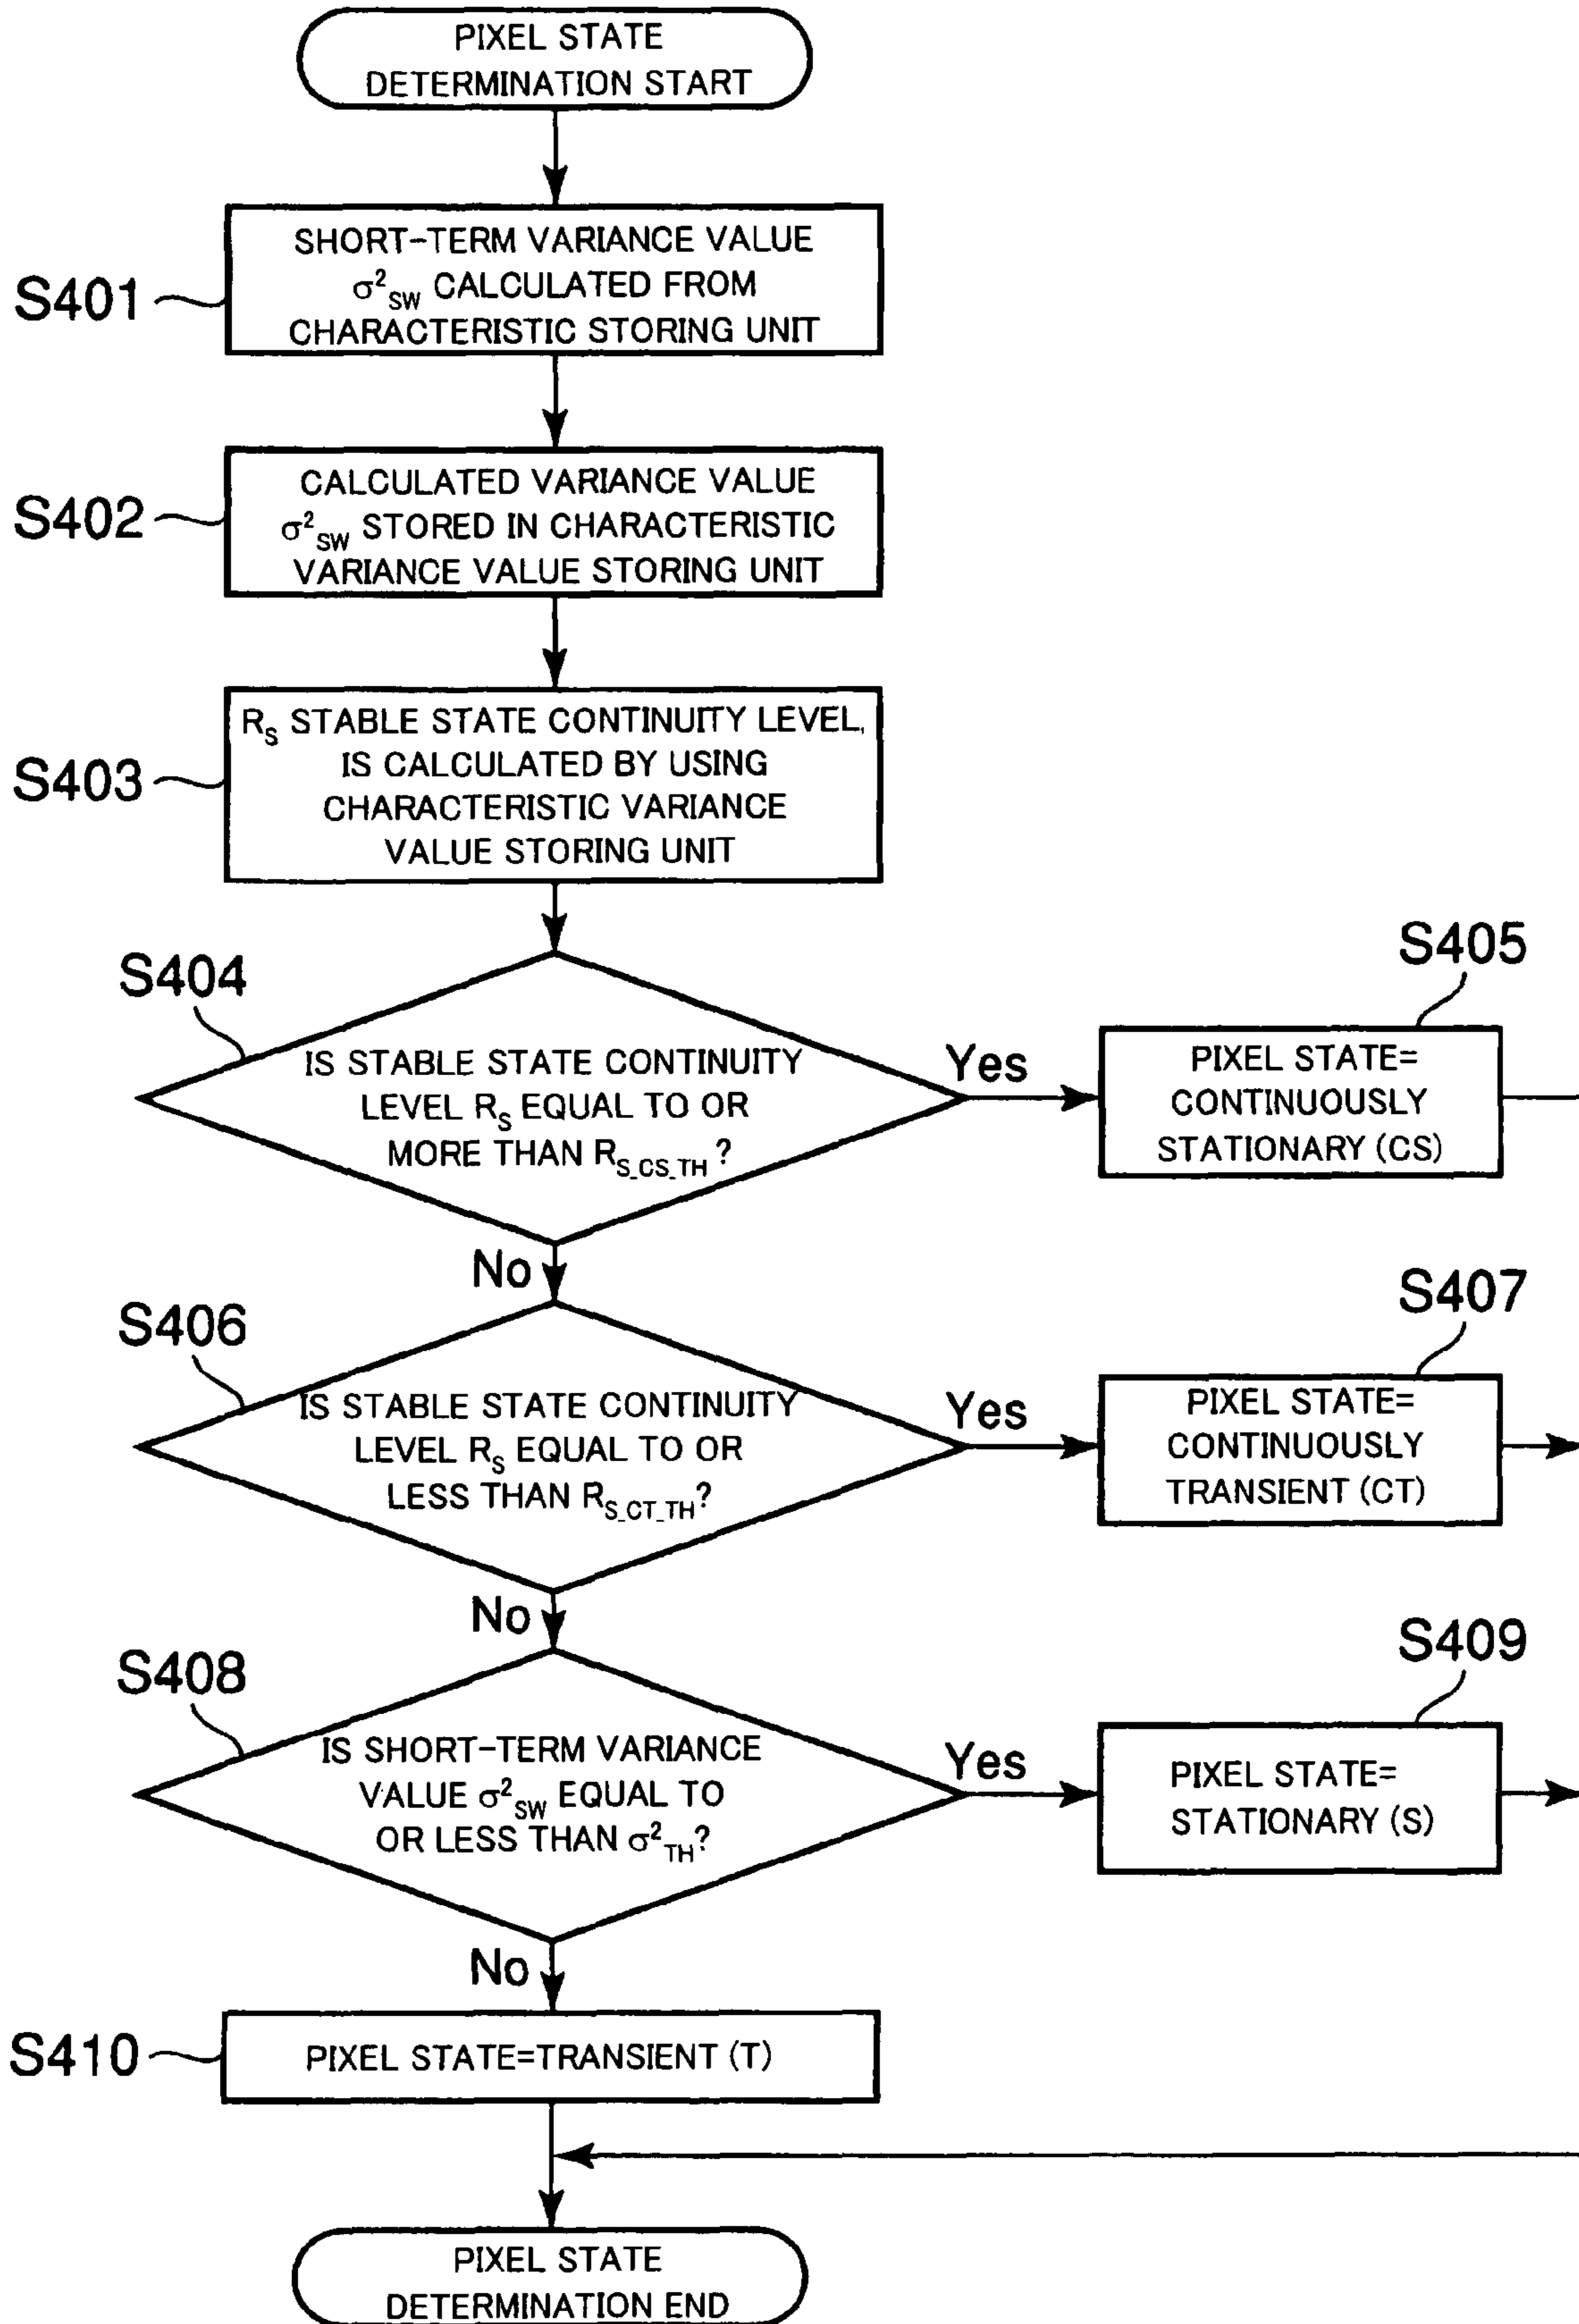 PIXEL STATE
DETERMINATION START
S401
SHORT-TERM VARIANCE VALUE
σ²SW CALCULATED FROM
CHARACTERISTIC STORING UNIT
S402
CALCULATED VARIANCE VALUE
σ²SW STORED IN CHARACTERISTIC
VARIANCE VALUE STORING UNIT
S403
RS STABLE STATE CONTINUITY LEVEL,
IS CALCULATED BY USING
CHARACTERISTIC VARIANCE
VALUE STORING UNIT
S404
IS STABLE STATE CONTINUITY
LEVEL RS EQUAL TO OR
MORE THAN RS_CS_TH?
Yes
S405
PIXEL STATE=
CONTINUOUSLY
STATIONARY (CS)
No
S406
IS STABLE STATE CONTINUITY
LEVEL RS EQUAL TO OR
LESS THAN RS_CT_TH?
Yes
S407
PIXEL STATE=
CONTINUOUSLY
TRANSIENT (CT)
No
S408
IS SHORT-TERM VARIANCE
VALUE σ²SW EQUAL TO
OR LESS THAN σ²TH?
Yes
S409
PIXEL STATE=
STATIONARY (S)
No
S410
PIXEL STATE=TRANSIENT (T)
PIXEL STATE
DETERMINATION END